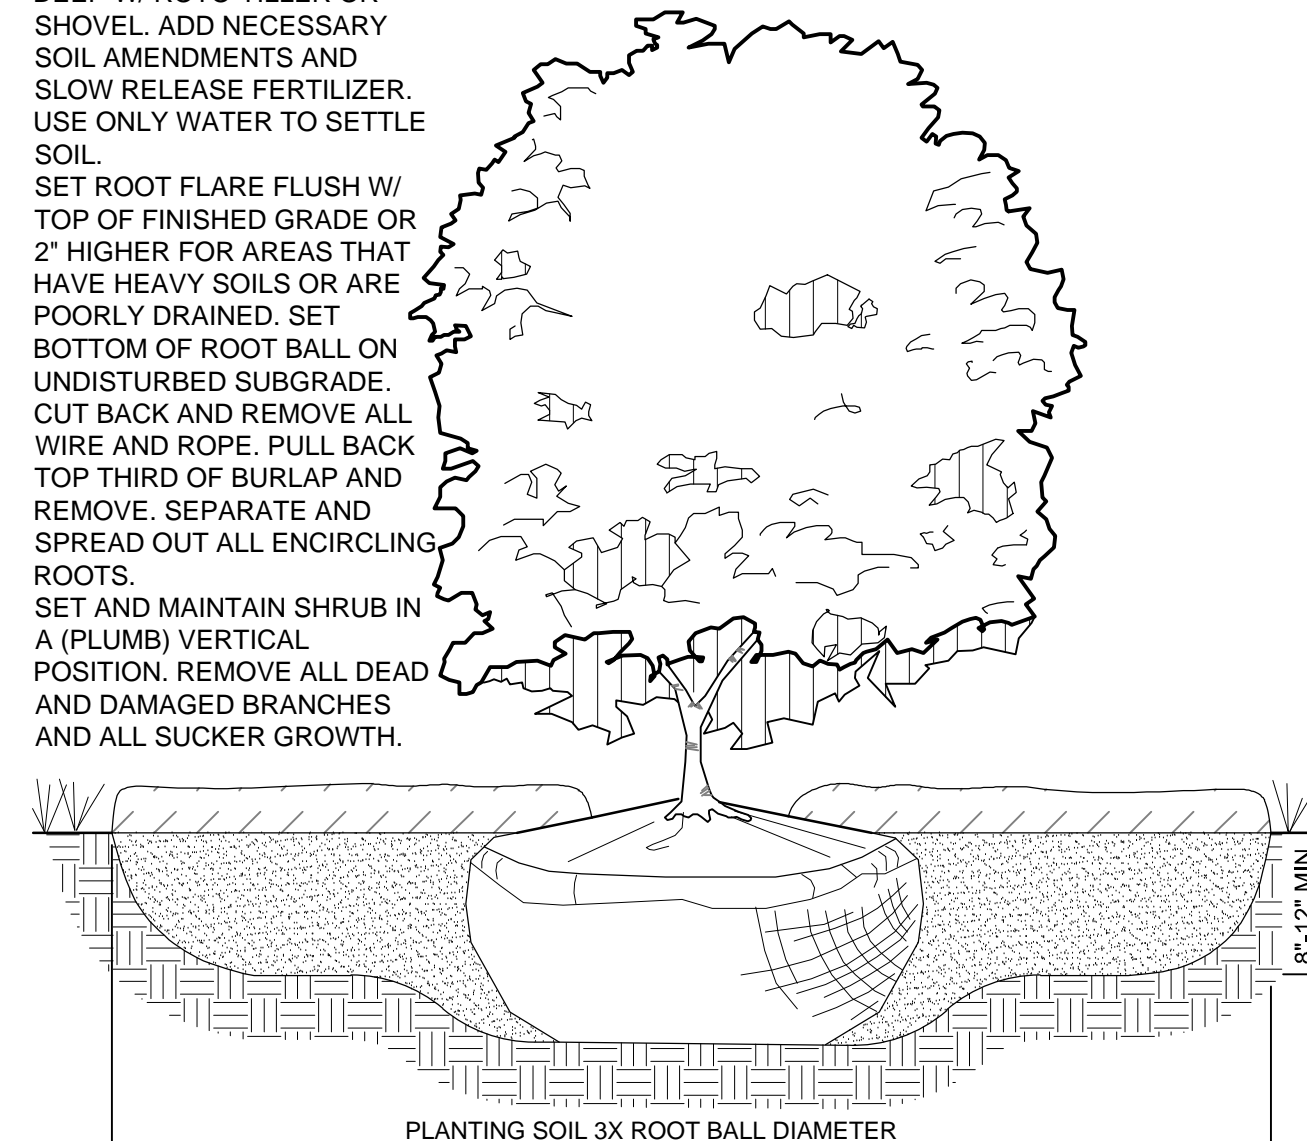 DEEP W/ ROTO-TILLER OR
SHOVEL. ADD NECESSARY
SOIL AMENDMENTS AND
SLOW RELEASE FERTILIZER.
USE ONLY WATER TO SETTLE
SOIL.
SET ROOT FLARE FLUSH W/
TOP OF FINISHED GRADE OR
2" HIGHER FOR AREAS THAT
HAVE HEAVY SOILS OR ARE
POORLY DRAINED. SET
BOTTOM OF ROOT BALL ON
UNDISTURBED SUBGRADE.
CUT BACK AND REMOVE ALL
WIRE AND ROPE. PULL BACK
TOP THIRD OF BURLAP AND
REMOVE. SEPARATE AND
SPREAD OUT ALL ENCIRCLING
ROOTS.
SET AND MAINTAIN SHRUB IN
A (PLUMB) VERTICAL
POSITION. REMOVE ALL DEAD
AND DAMAGED BRANCHES
AND ALL SUCKER GROWTH.
8"-12" MIN
PLANTING SOIL 3X ROOT BALL DIAMETER